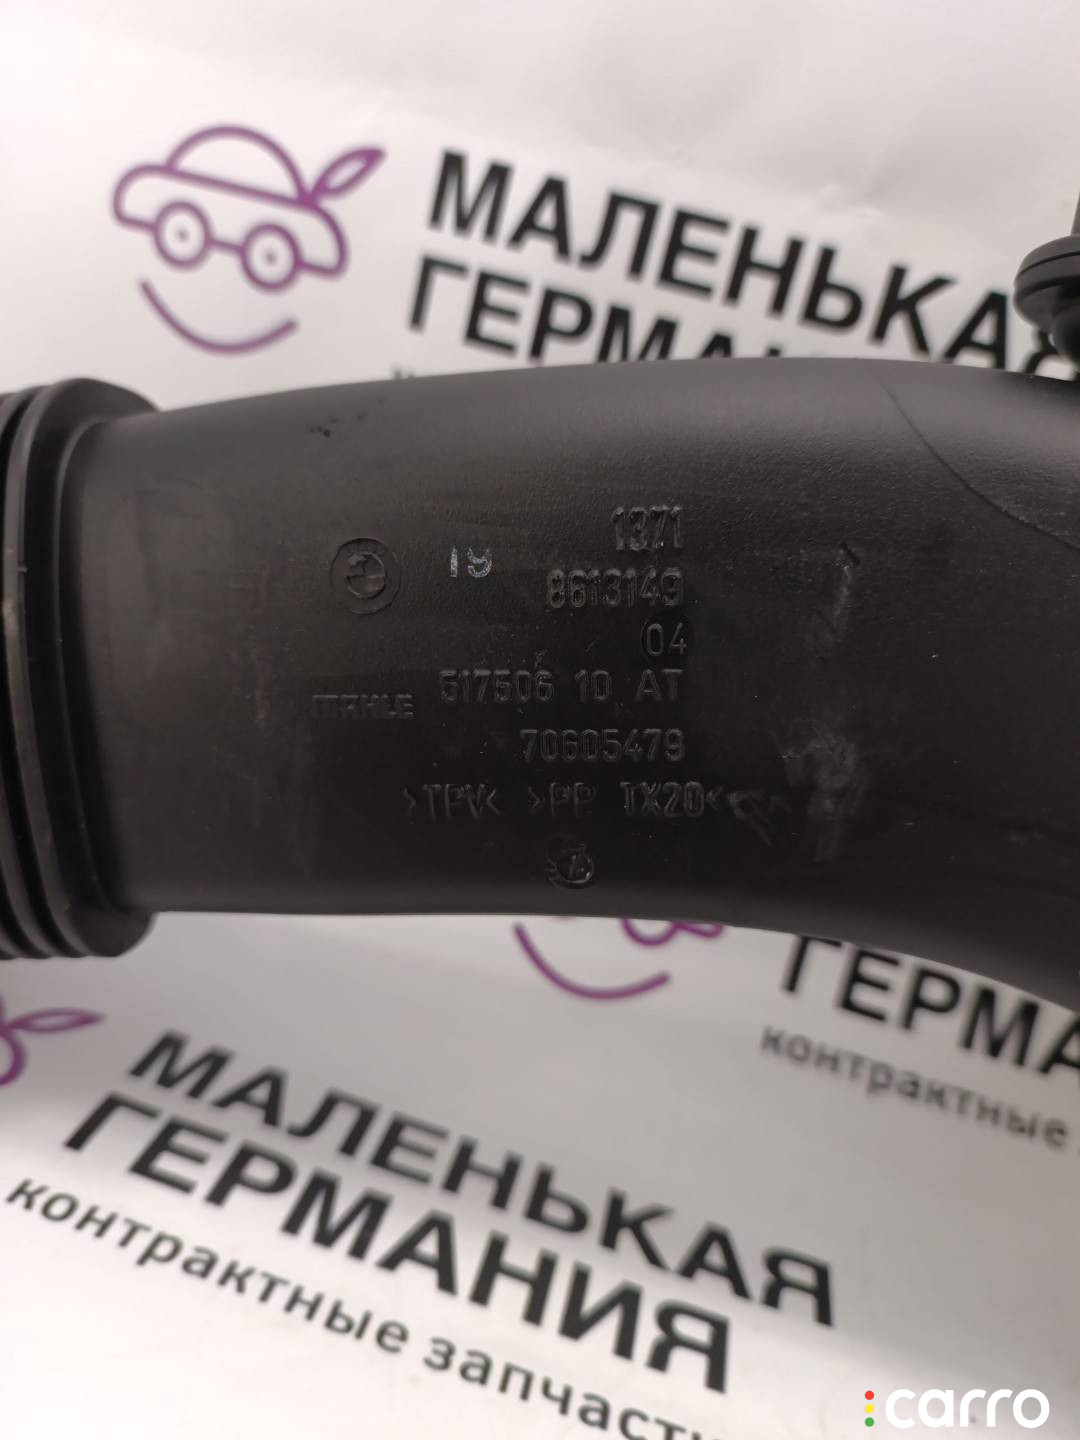 МАЛЕНЬКАЯ
ГЕРМАНИЯ
1371
19
8613149
04
517506 10 AT
MAHLE
70605479
>TPV< >PP TX20<
ГЕРМА
контрактные
МАЛЕНЬКАЯ
ГЕРМАНИЯ
контрактные запчасти
carro